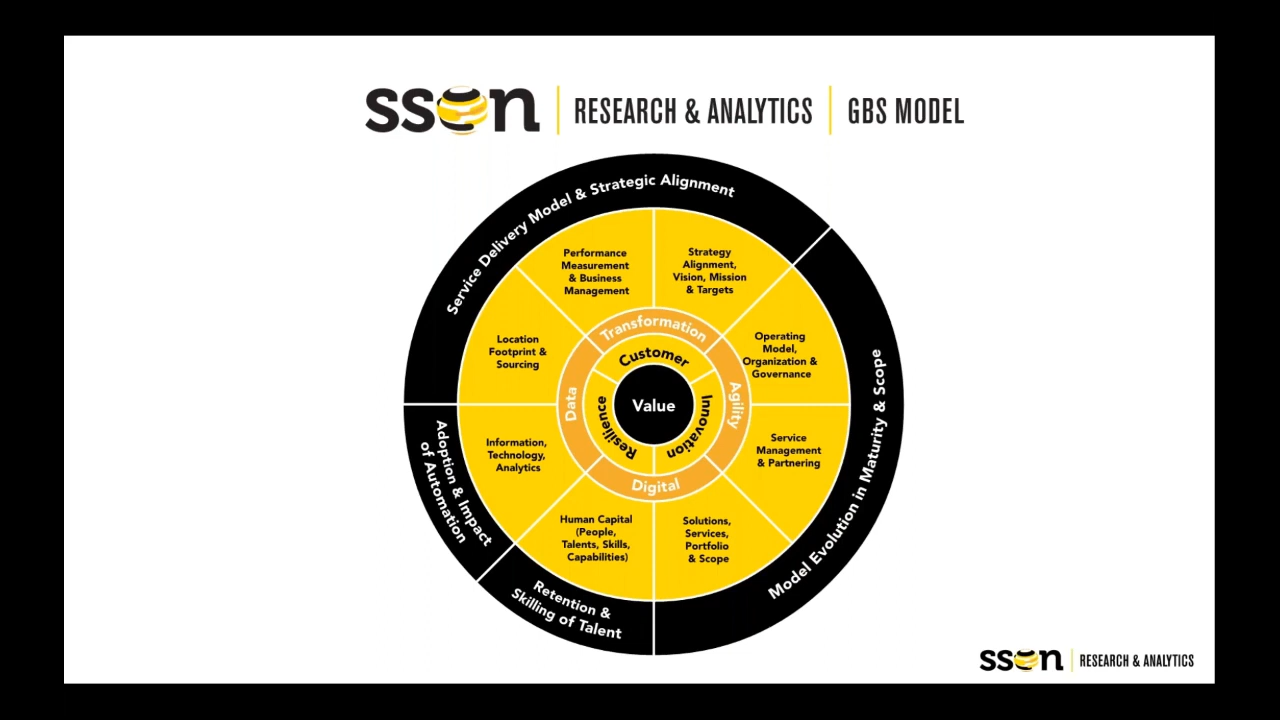 sson | RESEARCH & ANALYTICS | GBS MODEL
Service Delivery Model & Strategic Alignment
Model Evolution in Maturity & Scope
Retention &
Skilling of Talent
Adoption & Impact
of Automation
Performance
Measurement
& Business
Management
Strategy
Alignment,
Vision, Mission
& Targets
Operating
Model,
Organization &
Governance
Service
Management
& Partnering
Solutions,
Services,
Portfolio
& Scope
Human Capital
(People,
Talents, Skills,
Capabilities)
Information,
Technology,
Analytics
Location
Footprint &
Sourcing
Transformation
Agility
Digital
Data
Customer
Innovation
Resilience
Value
sson | RESEARCH & ANALYTICS